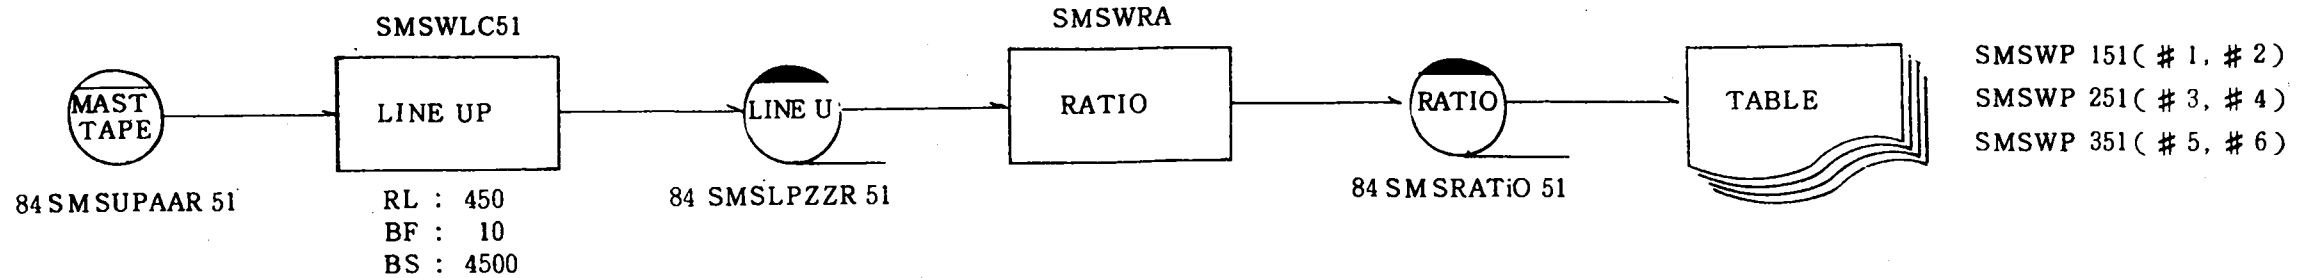 SMSWLC51
SMSWRA
MAST
TAPE
LINE UP
LINE U
RATIO
RATIO
TABLE
SMSWP 151( # 1, # 2)
SMSWP 251( # 3, # 4)
SMSWP 351( # 5, # 6)
84 SMSUPAAR 51
RL : 450
BF : 10
BS : 4500
84 SMSLPZZR 51
84 SMSRATiO 51